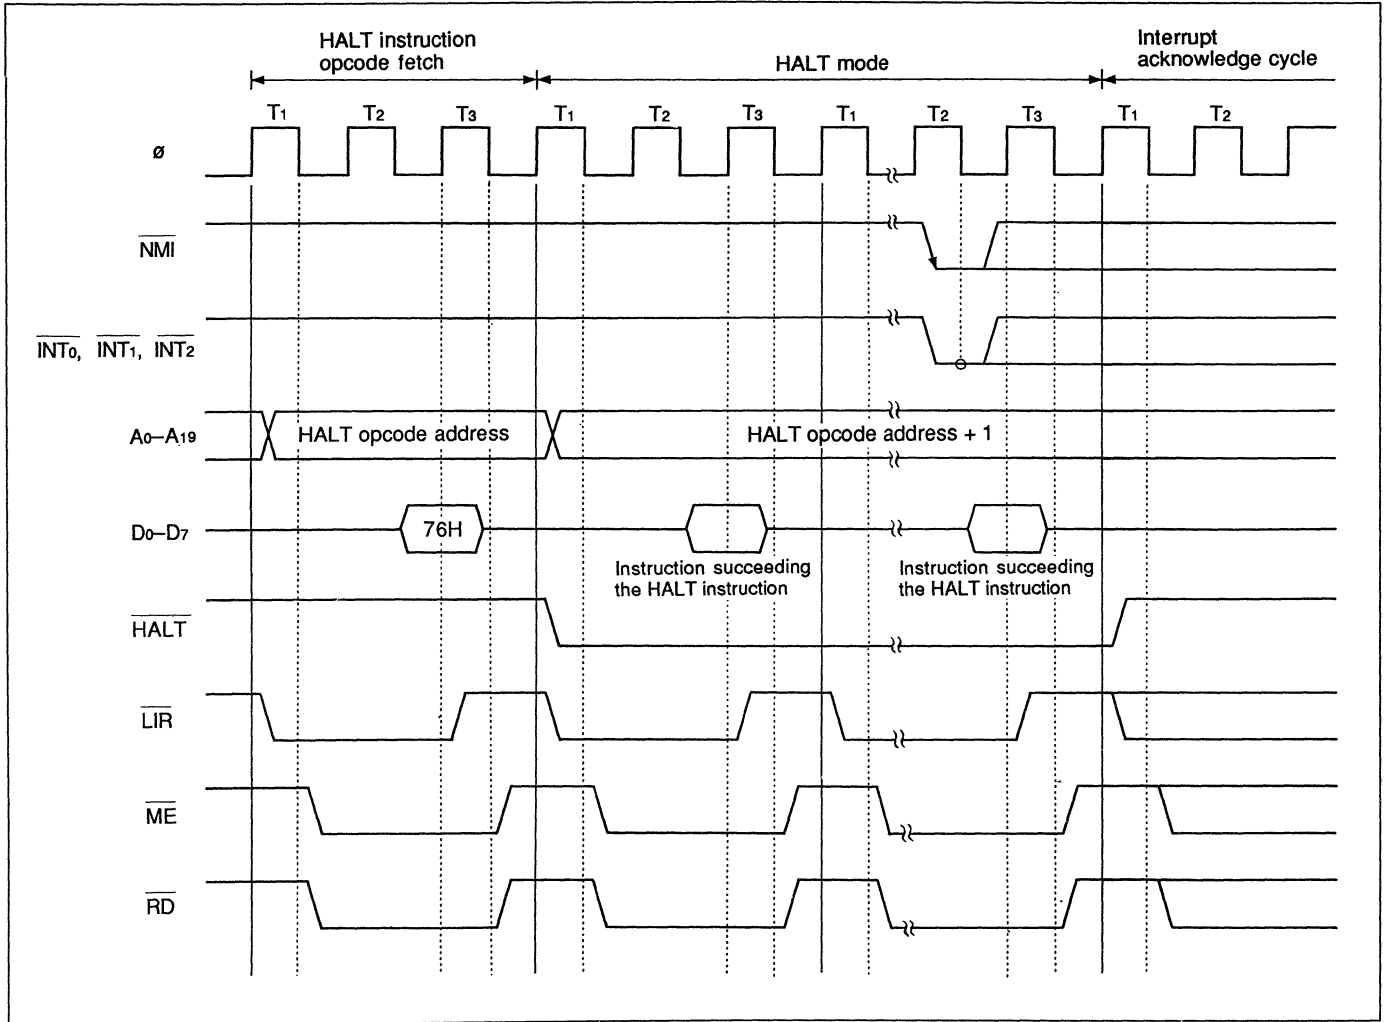 HALT instruction
opcode fetch
HALT mode
Interrupt
acknowledge cycle
T1 T2 T3 T1 T2 T3 T1 T2 T3 T1 T2
ø
NMI
INT0, INT1, INT2
A0–A19
HALT opcode address
HALT opcode address + 1
D0–D7
76H
Instruction succeeding
the HALT instruction
Instruction succeeding
the HALT instruction
HALT
LIR
ME
RD